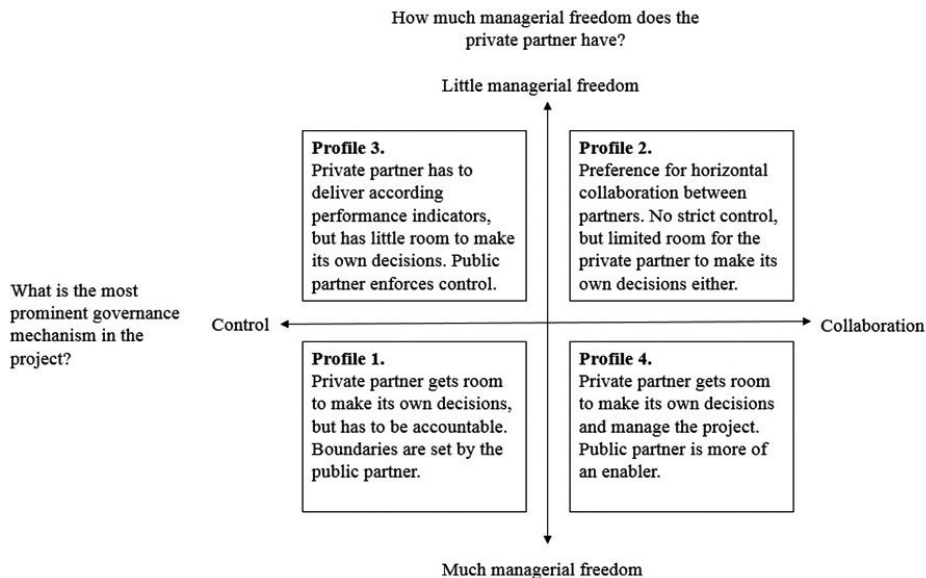 How much managerial freedom does the
private partner have?
Little managerial freedom
Profile 3.
Private partner has to
deliver according
performance indicators,
but has little room to make
its own decisions. Public
partner enforces control.
Profile 2.
Preference for horizontal
collaboration between
partners. No strict control,
but limited room for the
private partner to make its
own decisions either.
What is the most
prominent governance
mechanism in the
project?
Control
Collaboration
Profile 1.
Private partner gets room
to make its own decisions,
but has to be accountable.
Boundaries are set by the
public partner.
Profile 4.
Private partner gets room
to make its own decisions
and manage the project.
Public partner is more of
an enabler.
Much managerial freedom